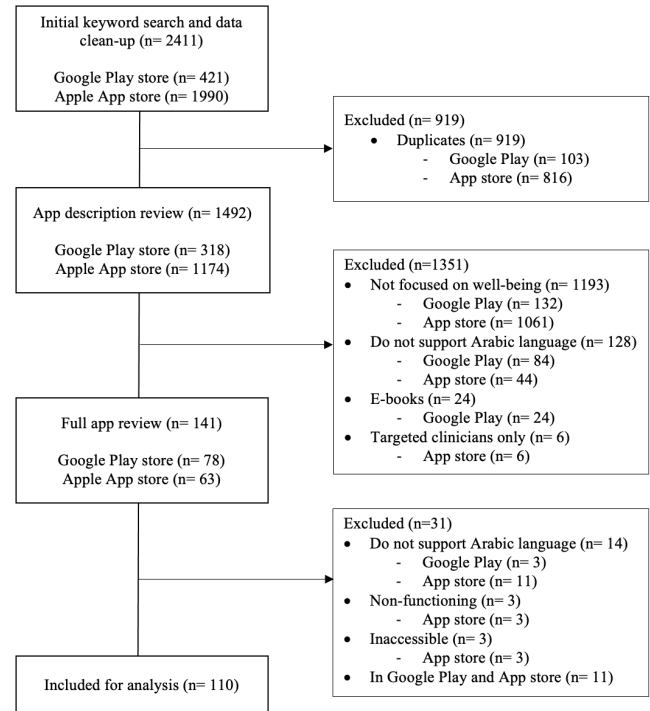 Initial keyword search and data
clean-up (n= 2411)
Google Play store (n= 421)
Apple App store (n= 1990)
Excluded (n= 919)
• Duplicates (n= 919)
- Google Play (n= 103)
- App store (n= 816)
App description review (n= 1492)
Google Play store (n= 318)
Apple App store (n= 1174)
Excluded (n=1351)
• Not focused on well-being (n= 1193)
- Google Play (n= 132)
- App store (n= 1061)
• Do not support Arabic language (n= 128)
- Google Play (n= 84)
- App store (n= 44)
• E-books (n= 24)
- Google Play (n= 24)
• Targeted clinicians only (n= 6)
- App store (n= 6)
Full app review (n= 141)
Google Play store (n= 78)
Apple App store (n= 63)
Excluded (n=31)
• Do not support Arabic language (n= 14)
- Google Play (n= 3)
- App store (n= 11)
• Non-functioning (n= 3)
- App store (n= 3)
• Inaccessible (n= 3)
- App store (n= 3)
• In Google Play and App store (n= 11)
Included for analysis (n= 110)